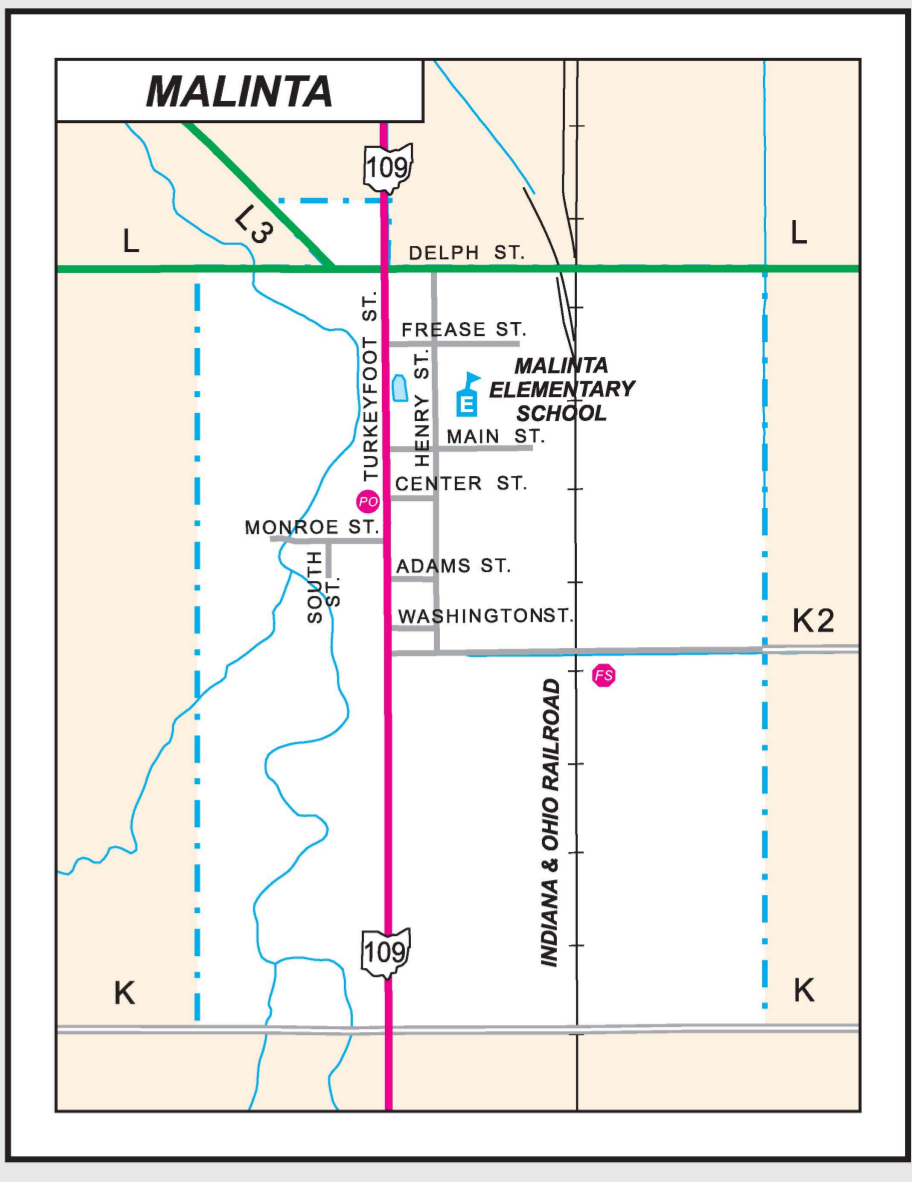 MALINTA
109
L3
L
L
DELPH ST.
TURKEYFOOT ST.
FREASE ST.
HENRY ST.
MALINTA
ELEMENTARY
SCHOOL
E
MAIN ST.
CENTER ST.
PO
MONROE ST.
SOUTH
ST.
ADAMS ST.
WASHINGTONST.
K2
FS
INDIANA & OHIO RAILROAD
109
K
K